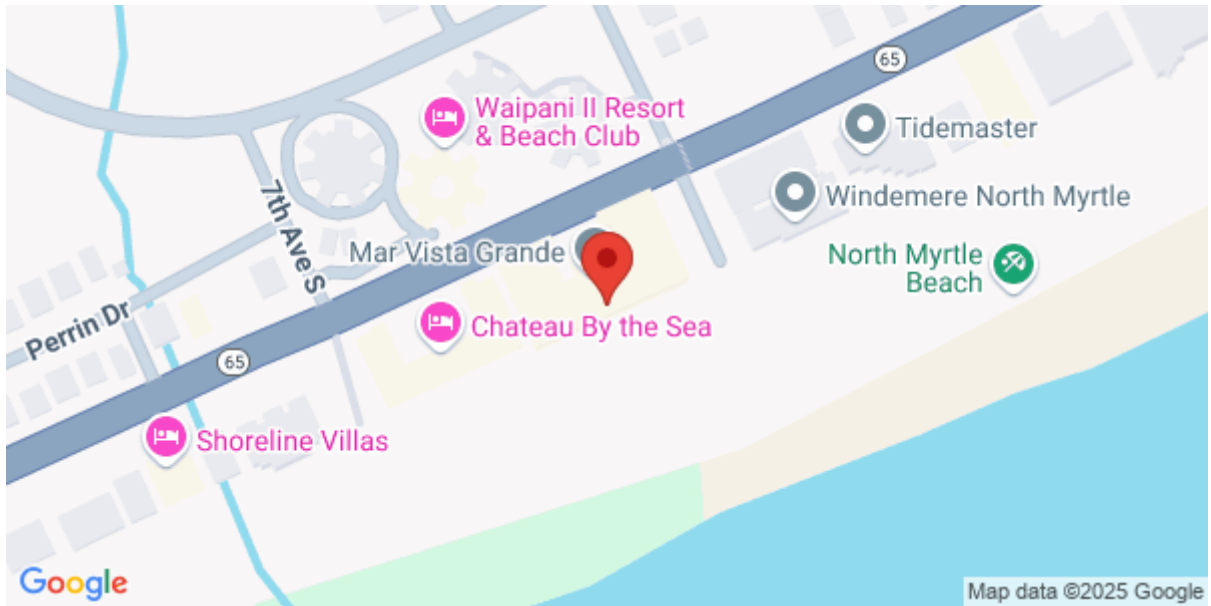 65
Waipani II Resort
& Beach Club
Tidemaster
Windemere North Myrtle
7th Ave S
Mar Vista Grande
North Myrtle
Beach
Perrin Dr
Chateau By the Sea
65
Shoreline Villas
Google
Map data ©2025 Google